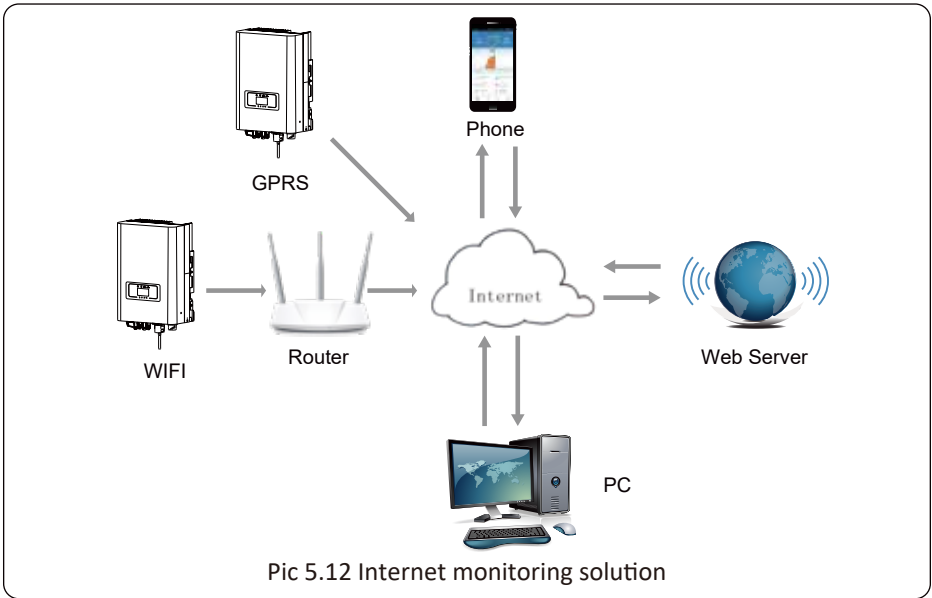 Phone
GPRS
Internet
WIFI
Router
Web Server
PC
Pic 5.12 Internet monitoring solution